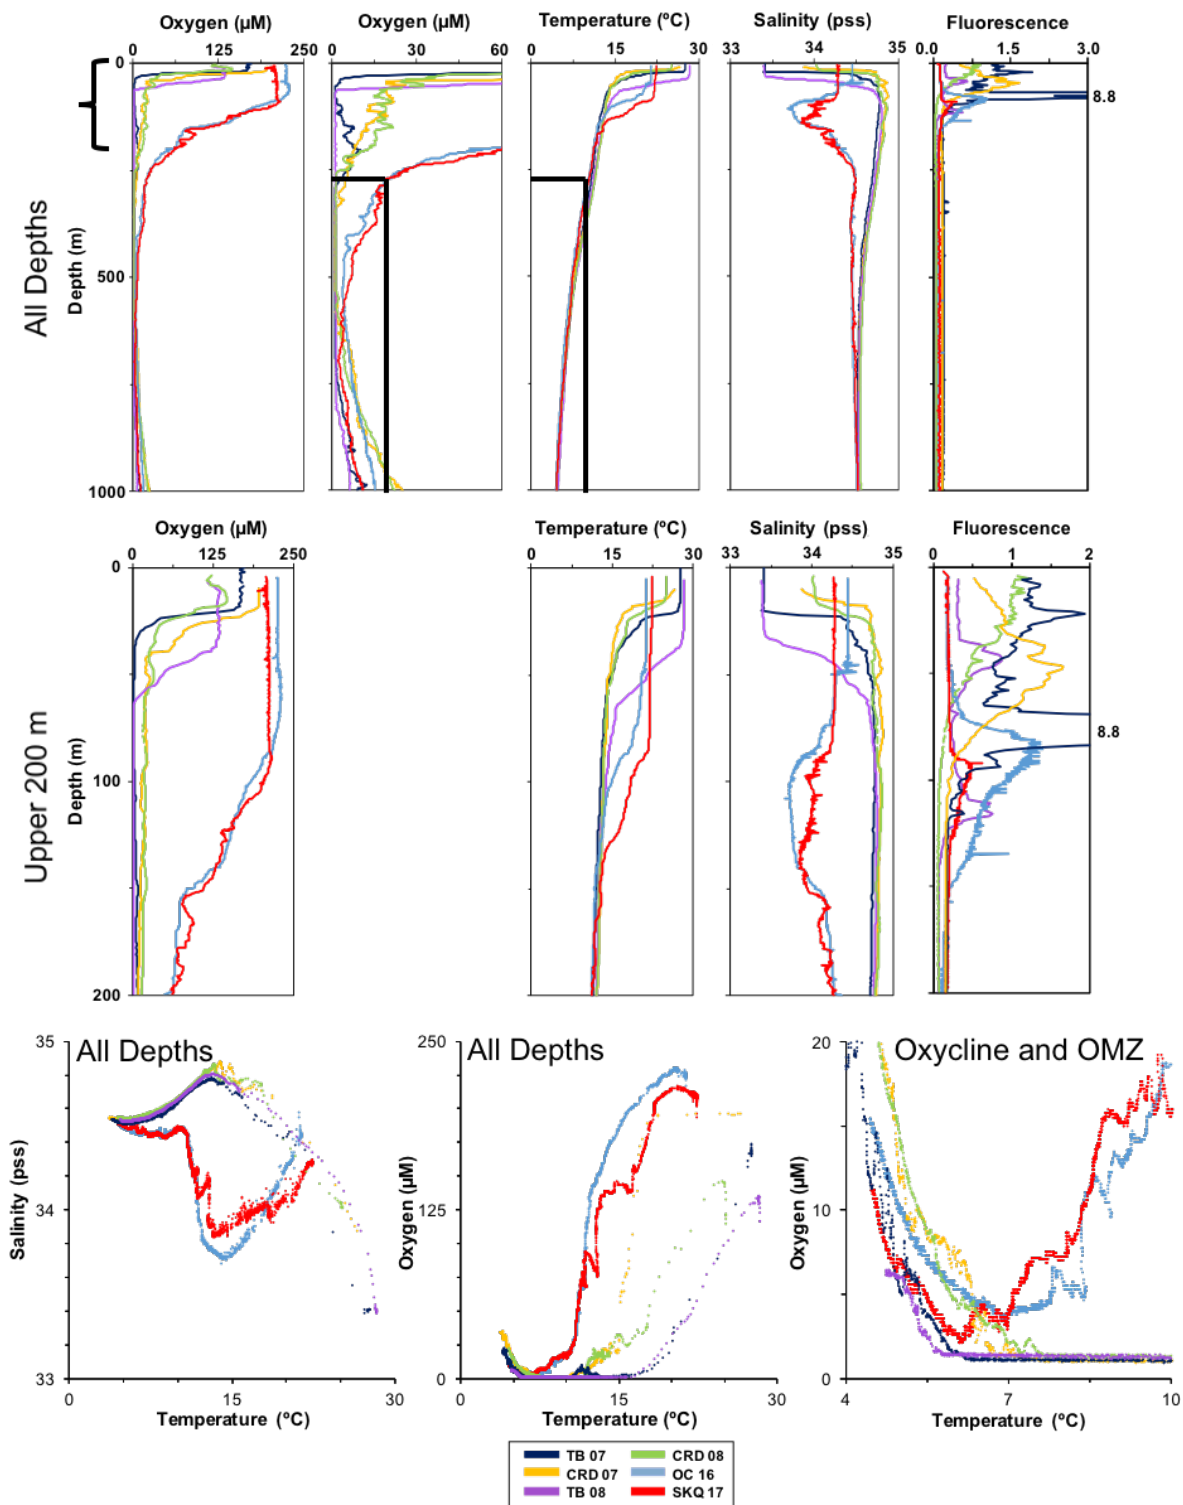 Oxygen (µM)
Oxygen (µM)
Temperature (ºC)
Salinity (pss)
Fluorescence
0 125 250
0 30 60
0 15 30
33 34 35
0.0 1.5 3.0
0
500
1000
Depth (m)
All Depths
8.8
Oxygen (µM)
Temperature (ºC)
Salinity (pss)
Fluorescence
0 125 250
0 15 30
33 34 35
0 1 2
0
100
200
Depth (m)
Upper 200 m
8.8
All Depths
35
34
33
Salinity (pss)
0 15 30
Temperature (ºC)
All Depths
250
125
0
Oxygen (µM)
0 15 30
Temperature (ºC)
Oxycline and OMZ
20
10
0
Oxygen (µM)
4 7 10
Temperature (ºC)
TB 07
CRD 08
CRD 07
OC 16
TB 08
SKQ 17